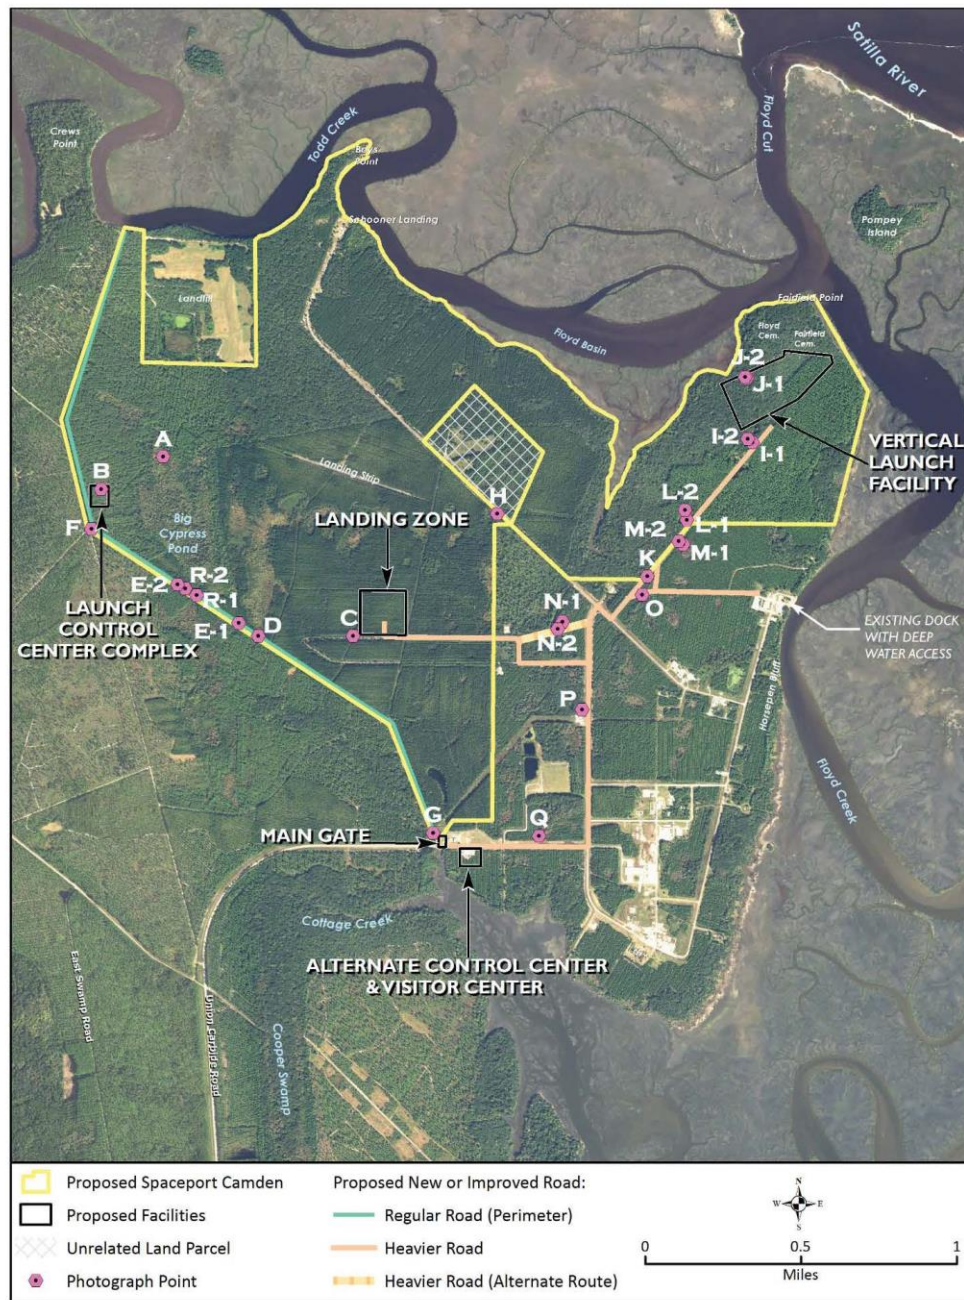 Satilla
River
Floyd Cut
Crews
Point
Todd Creek
Bay's
Point
Schooner Landing
Pompey
Island
Landfill
Floyd Basin
Fairfield Point
Floyd
Cem.
Fairfield
Cem.
J-2
J-1
I-2
I-1
VERTICAL
LAUNCH
FACILITY
A
B
Landing Strip
H
L-2
L-1
F
Big
Cypress
Pond
LANDING ZONE
M-2
M-1
E-2
R-2
R-1
K
O
LAUNCH
CONTROL
CENTER COMPLEX
E-1
D
C
N-1
N-2
EXISTING DOCK
WITH DEEP
WATER ACCESS
P
Horsepen Bluff
Floyd Creek
G
Q
MAIN GATE
Cottage Creek
ALTERNATE CONTROL CENTER
& VISITOR CENTER
East Swamp Road
Union Carbide Road
Cooper Swamp
Proposed Spaceport Camden
Proposed Facilities
Unrelated Land Parcel
Photograph Point
Proposed New or Improved Road:
Regular Road (Perimeter)
Heavier Road
Heavier Road (Alternate Route)
N
W
E
S
0 0.5 1
Miles